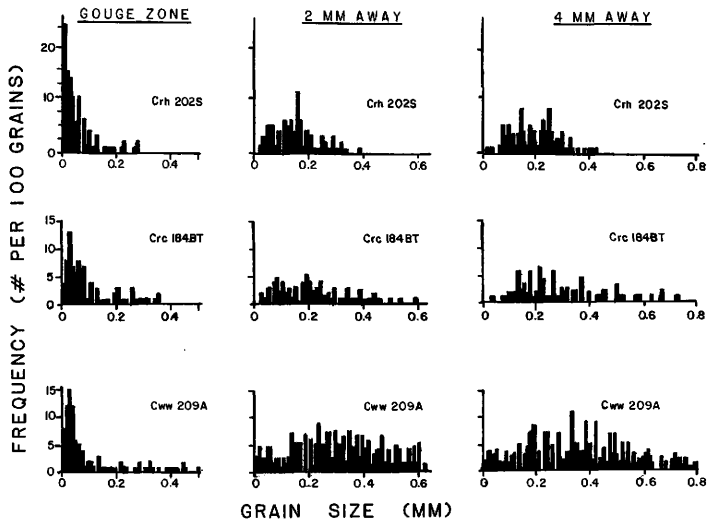 GOUGE ZONE 2 MM AWAY 4 MM AWAY
20
10
0
Crh 202S
0 0.2 0.4
Crh 202S
0 0.2 0.4 0.6
Crh 202S
0 0.2 0.4 0.6 0.8
15
10
5
0
Crc 184BT
0 0.2 0.4
Crc 184BT
0 0.2 0.4 0.6
Crc 184BT
0 0.2 0.4 0.6 0.8
15
10
5
0
Cww 209A
0 0.2 0.4
Cww 209A
0 0.2 0.4 0.6
Cww 209A
0 0.2 0.4 0.6 0.8
FREQUENCY (# PER 100 GRAINS)
GRAIN SIZE (MM)